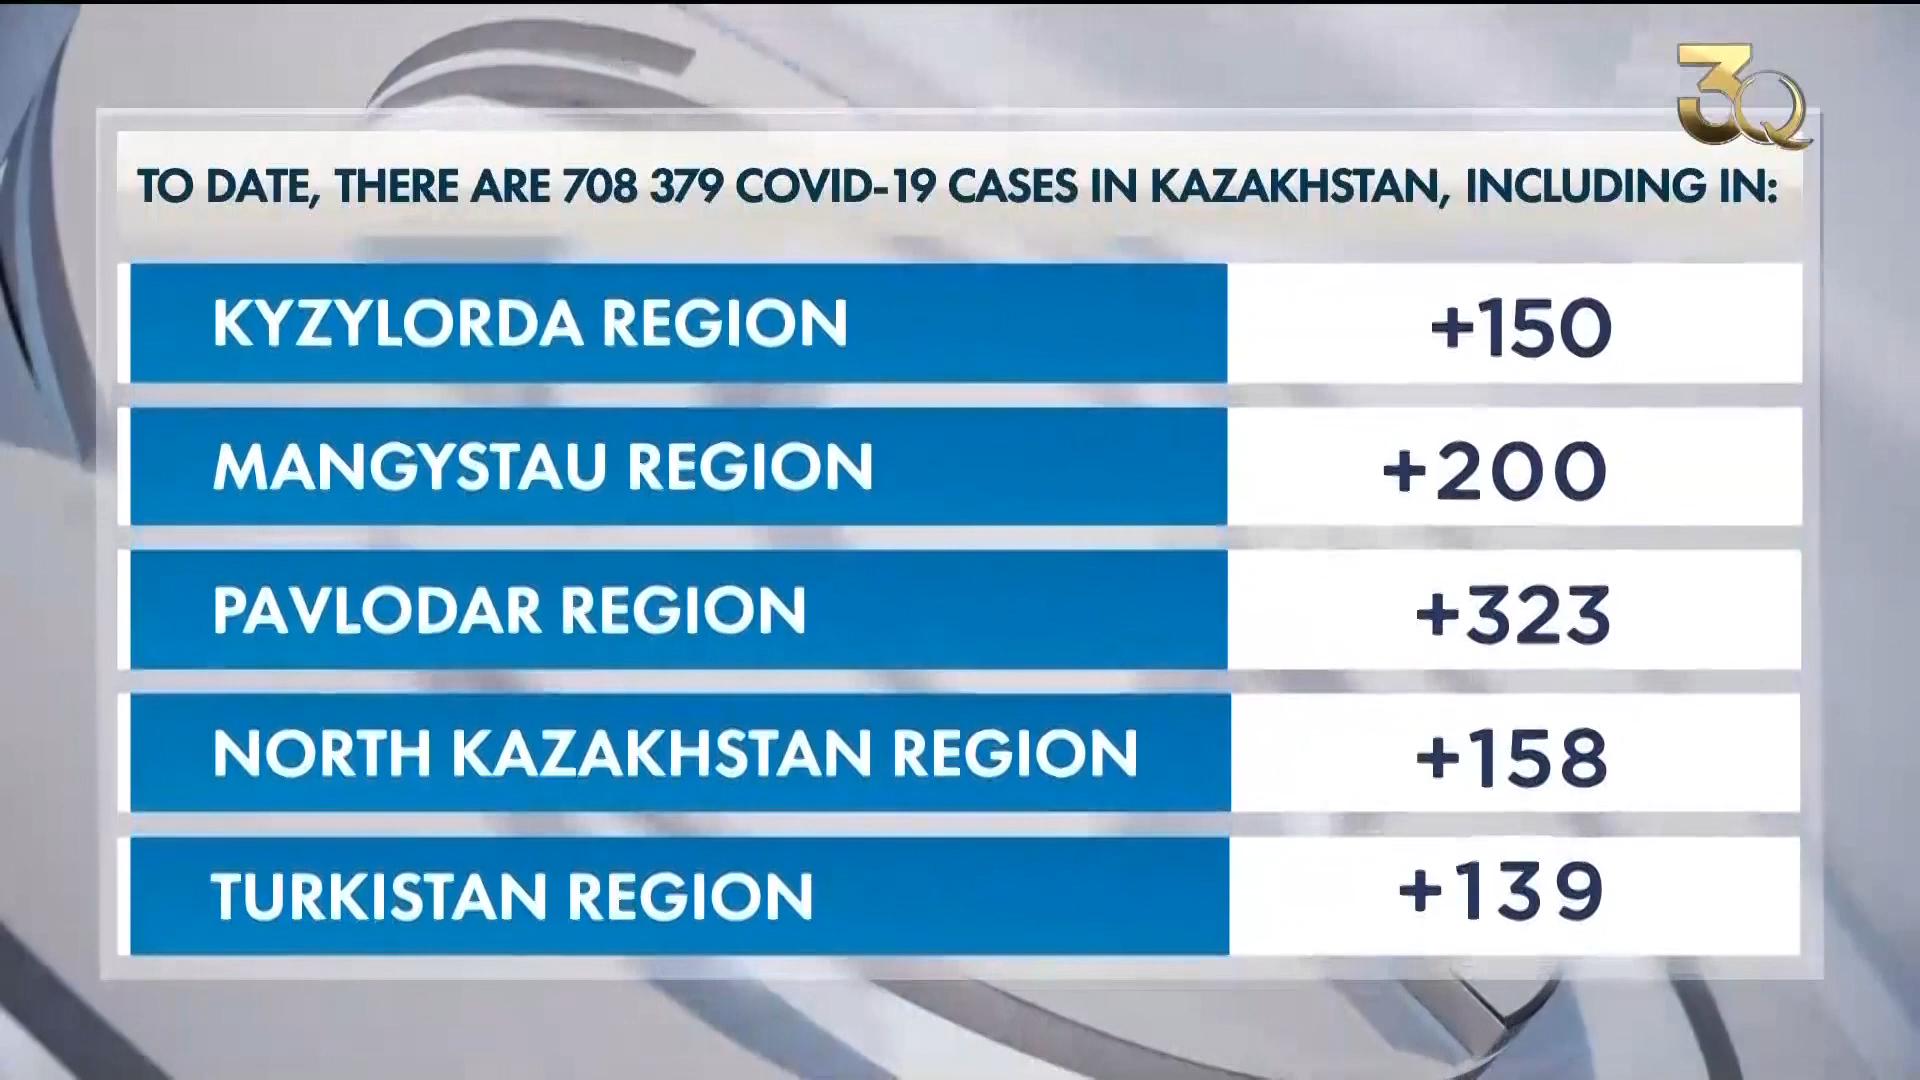 3Q
TO DATE, THERE ARE 708 379 COVID-19 CASES IN KAZAKHSTAN, INCLUDING IN:
KYZYLORDA REGION +150
MANGYSTAU REGION +200
PAVLODAR REGION +323
NORTH KAZAKHSTAN REGION +158
TURKISTAN REGION +139